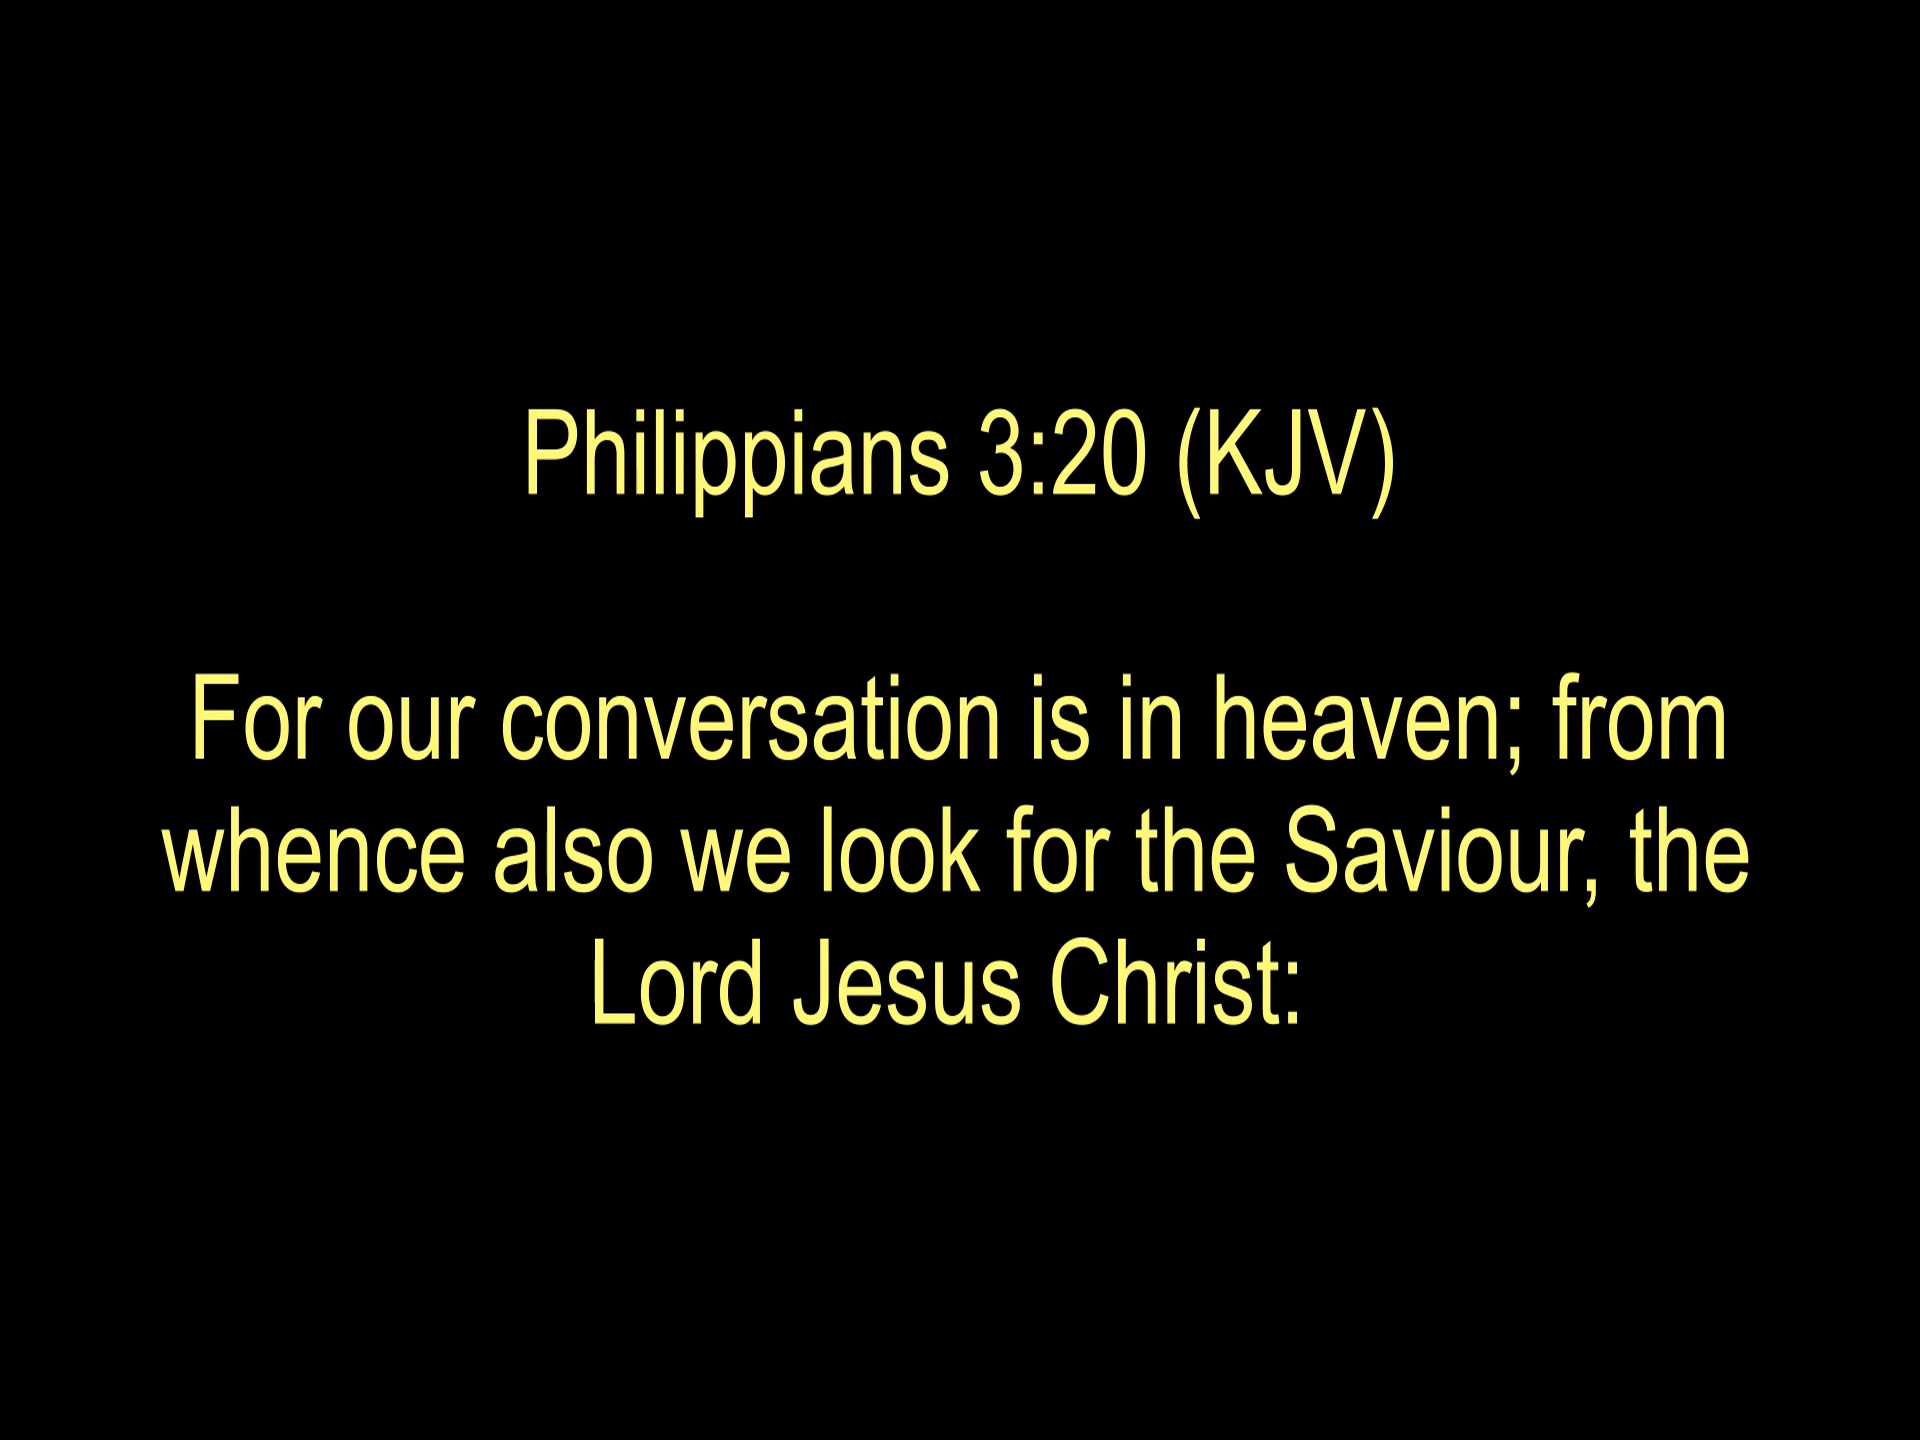 Philippians 3:20 (KJV)
For our conversation is in heaven; from
whence also we look for the Saviour, the
Lord Jesus Christ: